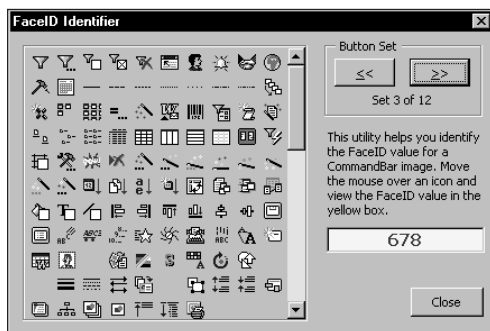 FaceID Identifier
Button Set
<< >>
Set 3 of 12
This utility helps you identify
the FaceID value for a
CommandBar image. Move
the mouse over an icon and
view the FaceID value in the
yellow box.
678
Close